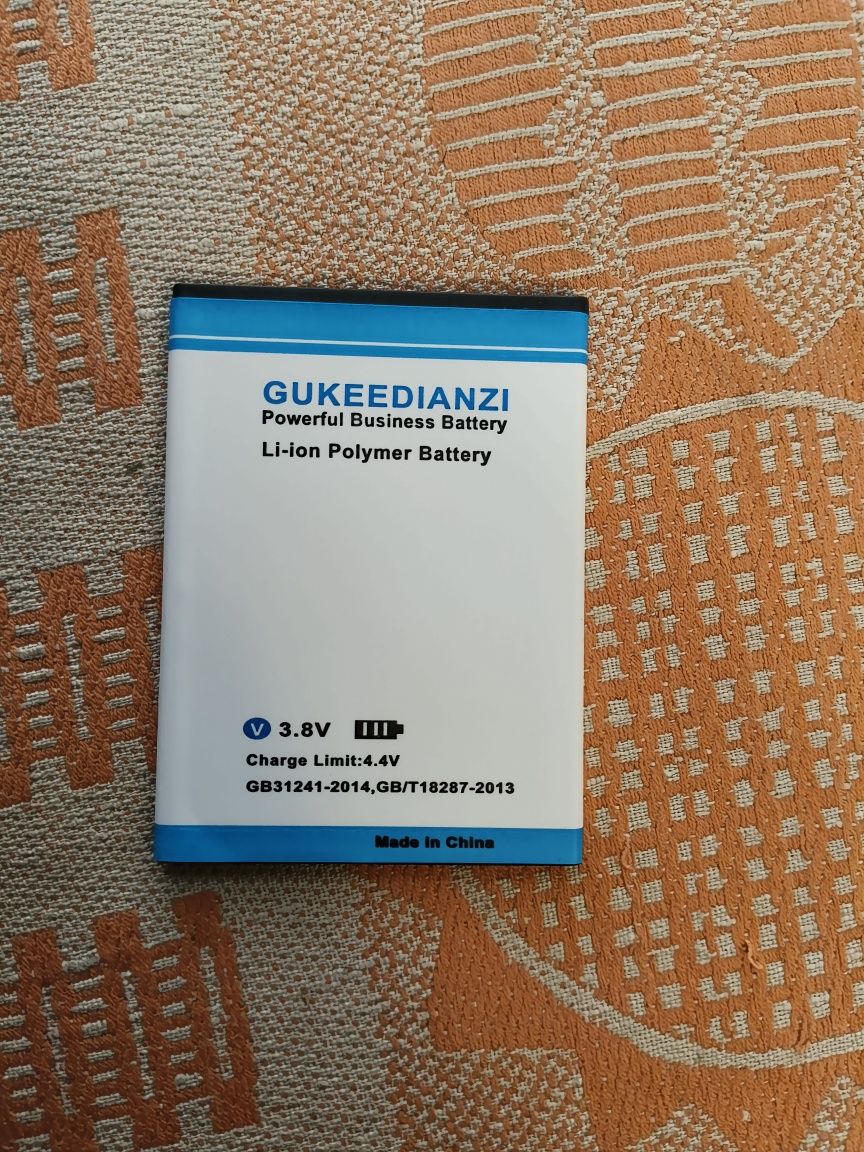 GUKEEDIANZI
Powerful Business Battery
Li-ion Polymer Battery
V 3.8V
Charge Limit:4.4V
GB31241-2014,GB/T18287-2013
Made in China